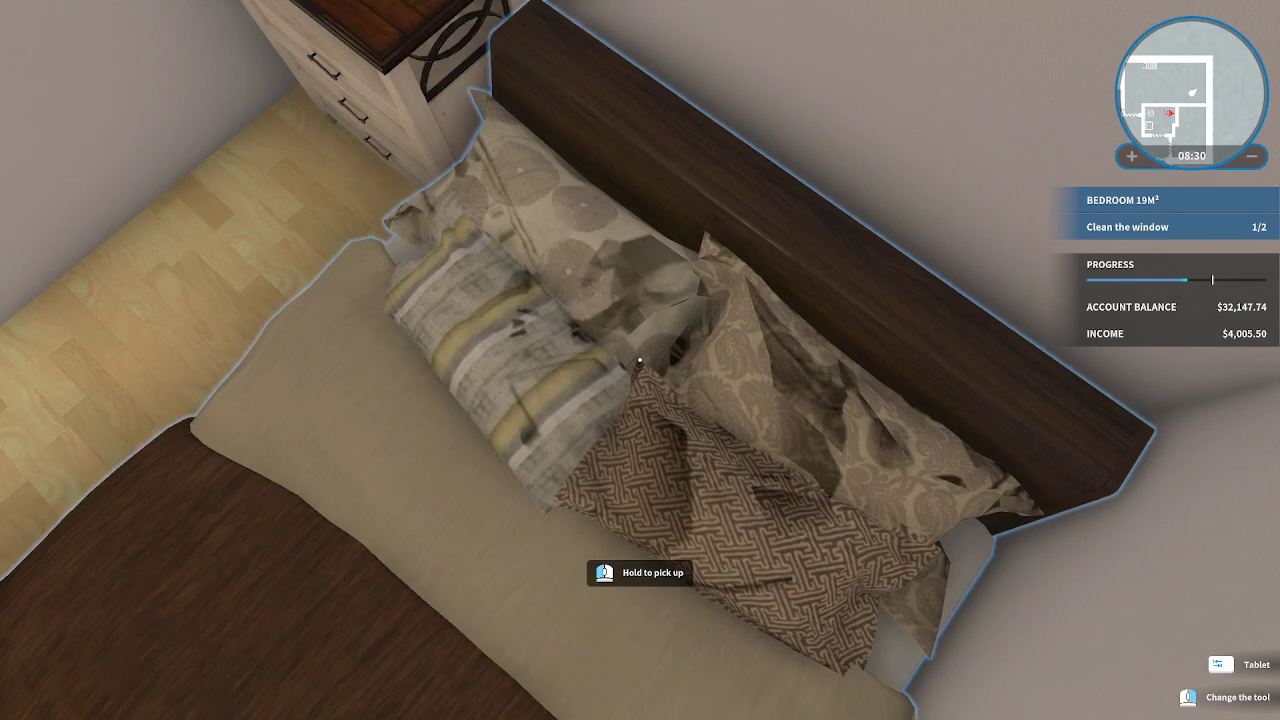 08:30
BEDROOM 19M²
Clean the window 1/2
PROGRESS
ACCOUNT BALANCE $32,147.74
INCOME $4,005.50
Hold to pick up
Tablet
Change the tool